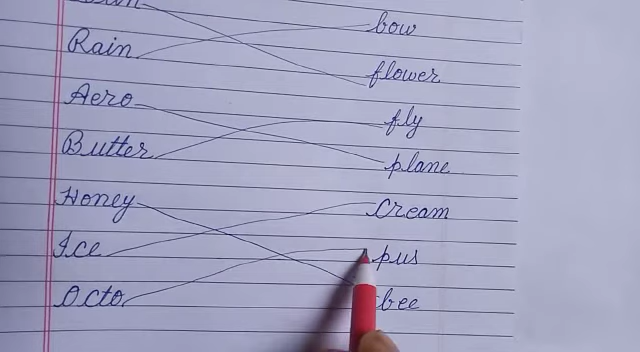 bow
Rain
flower
Aero
fly
Butter
plane
Honey
Cream
Ice
pus
Octo
bee